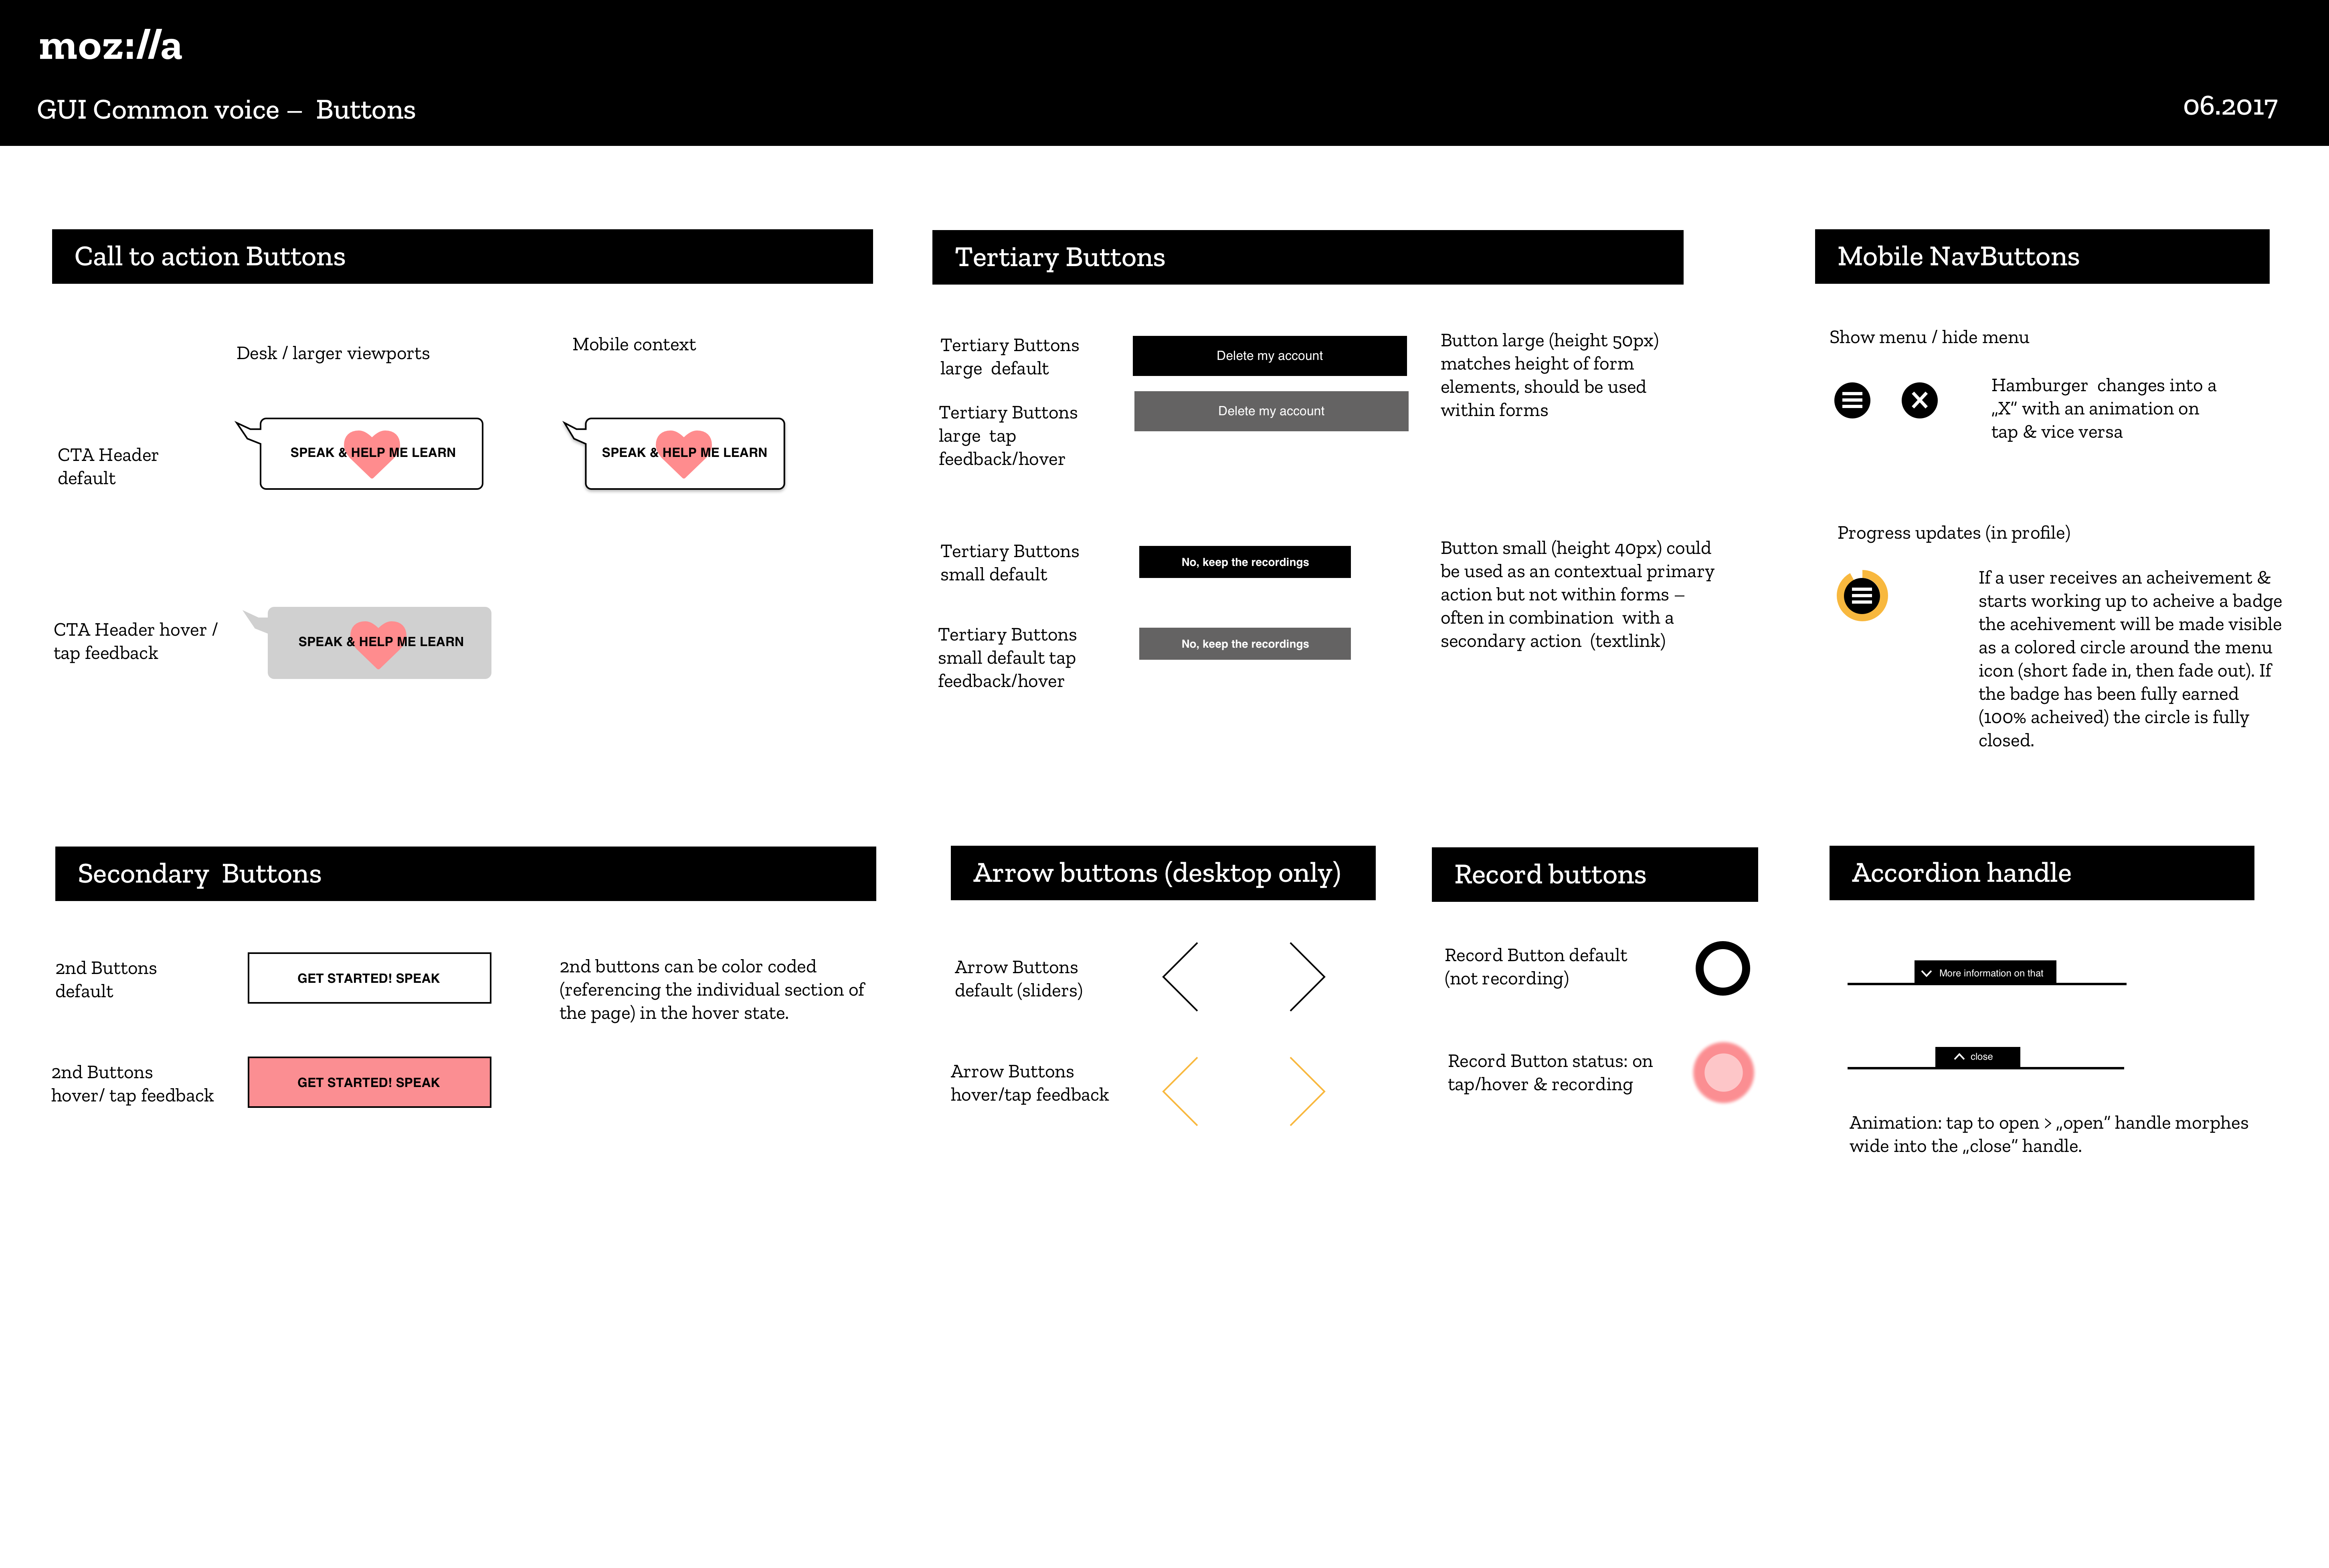 moz://a
GUI Common voice –  Buttons
06.2017
Call to action Buttons
Desk / larger viewports
Mobile context
CTA Header
default
SPEAK & HELP ME LEARN
SPEAK & HELP ME LEARN
CTA Header hover /
tap feedback
SPEAK & HELP ME LEARN
Tertiary Buttons
Tertiary Buttons
large  default
Delete my account
Button large (height 50px)
matches height of form
elements, should be used
within forms
Tertiary Buttons
large  tap
feedback/hover
Delete my account
Tertiary Buttons
small default
No, keep the recordings
Button small (height 40px) could
be used as an contextual primary
action but not within forms –
often in combination  with a
secondary action  (textlink)
Tertiary Buttons
small default tap
feedback/hover
No, keep the recordings
Mobile NavButtons
Show menu / hide menu
Hamburger  changes into a
„X“ with an animation on
tap & vice versa
Progress updates (in profile)
If a user receives an acheivement &
starts working up to acheive a badge
the acehivement will be made visible
as a colored circle around the menu
icon (short fade in, then fade out). If
the badge has been fully earned
(100% acheived) the circle is fully
closed.
Secondary  Buttons
2nd Buttons
default
GET STARTED! SPEAK
2nd buttons can be color coded
(referencing the individual section of
the page) in the hover state.
2nd Buttons
hover/ tap feedback
GET STARTED! SPEAK
Arrow buttons (desktop only)
Arrow Buttons
default (sliders)
Arrow Buttons
hover/tap feedback
Record buttons
Record Button default
(not recording)
Record Button status: on
tap/hover & recording
Accordion handle
More information on that
close
Animation: tap to open > „open“ handle morphes
wide into the „close“ handle.